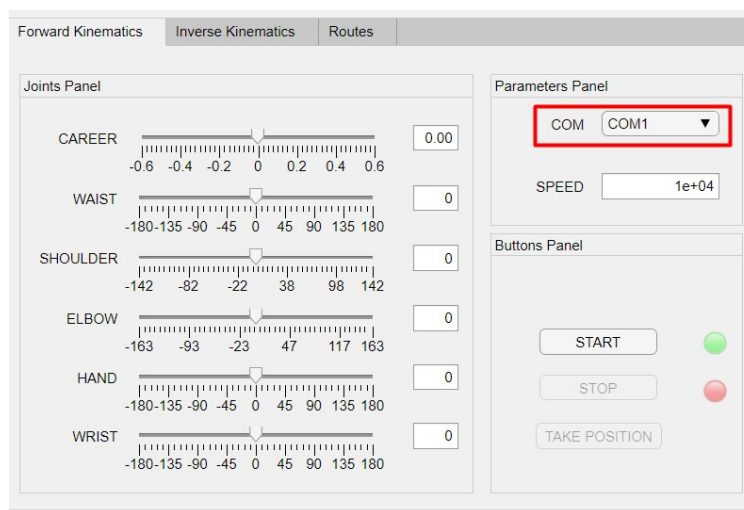 Forward Kinematics Inverse Kinematics Routes
Joints Panel
CAREER 0.00
-0.6 -0.4 -0.2 0 0.2 0.4 0.6
WAIST 0
-180-135 -90 -45 0 45 90 135 180
SHOULDER 0
-142 -82 -22 38 98 142
ELBOW 0
-163 -93 -23 47 117 163
HAND 0
-180-135 -90 -45 0 45 90 135 180
WRIST 0
-180-135 -90 -45 0 45 90 135 180
Parameters Panel
COM COM1
SPEED 1e+04
Buttons Panel
START
STOP
TAKE POSITION